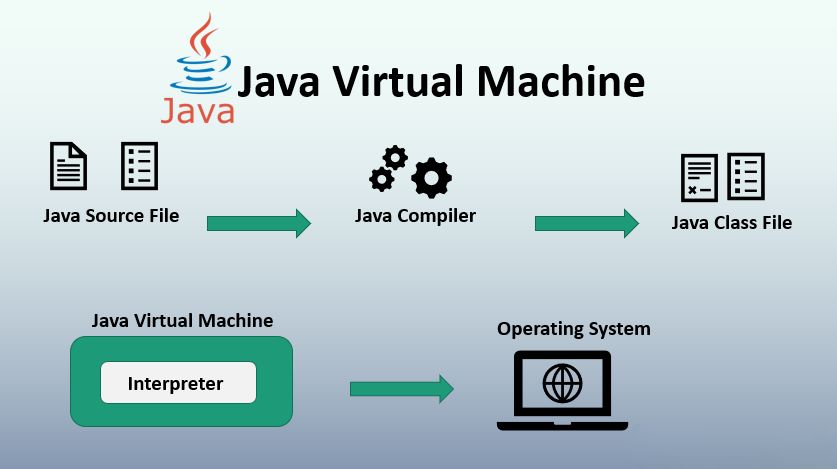 Java Virtual Machine
Java
Java Source File
Java Compiler
Java Class File
Java Virtual Machine
Interpreter
Operating System